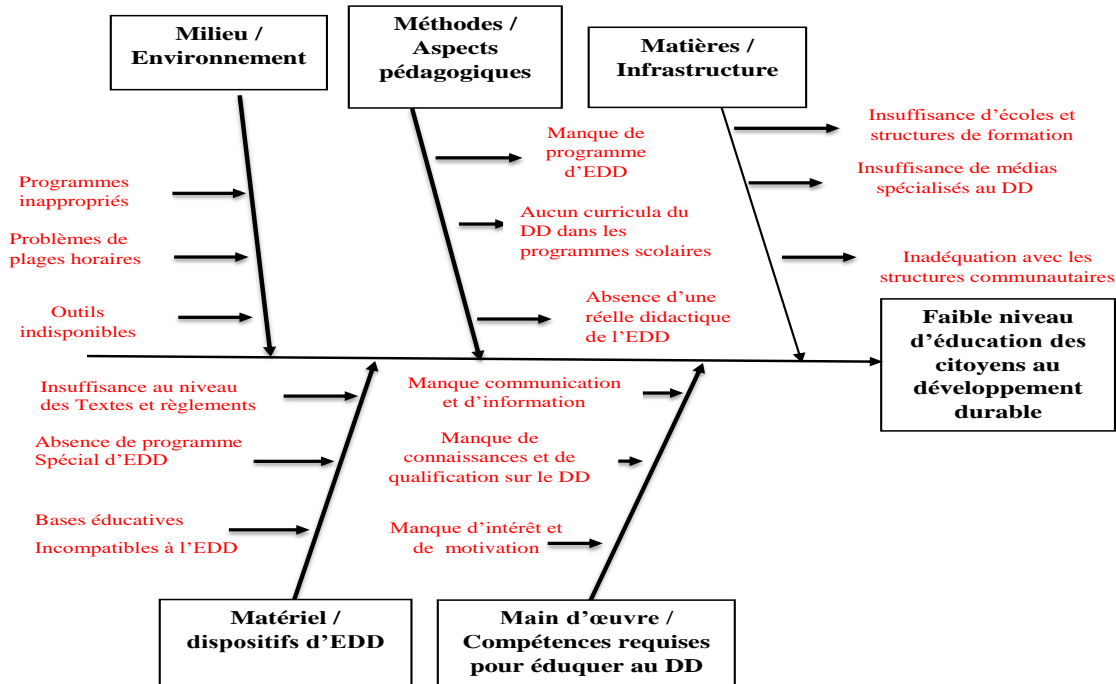 Milieu /
Environnement
Méthodes /
Aspects
pédagogiques
Matières /
Infrastructure
Programmes
inappropriés
Problèmes de
plages horaires
Outils
indisponibles
Manque de
programme
d’EDD
Aucun curricula du
DD dans les
programmes scolaires
Absence d’une
réelle didactique
de l’EDD
Insuffisance d’écoles et
structures de formation
Insuffisance de médias
spécialisés au DD
Inadéquation avec les
structures communautaires
Faible niveau
d’éducation des
citoyens au
développement
durable
Insuffisance au niveau
des Textes et règlements
Absence de programme
Spécial d’EDD
Bases éducatives
Incompatibles à l’EDD
Manque communication
et d’information
Manque de
connaissances et de
qualification sur le DD
Manque d’intérêt et
de motivation
Matériel /
dispositifs d’EDD
Main d’œuvre /
Compétences requises
pour éduquer au DD